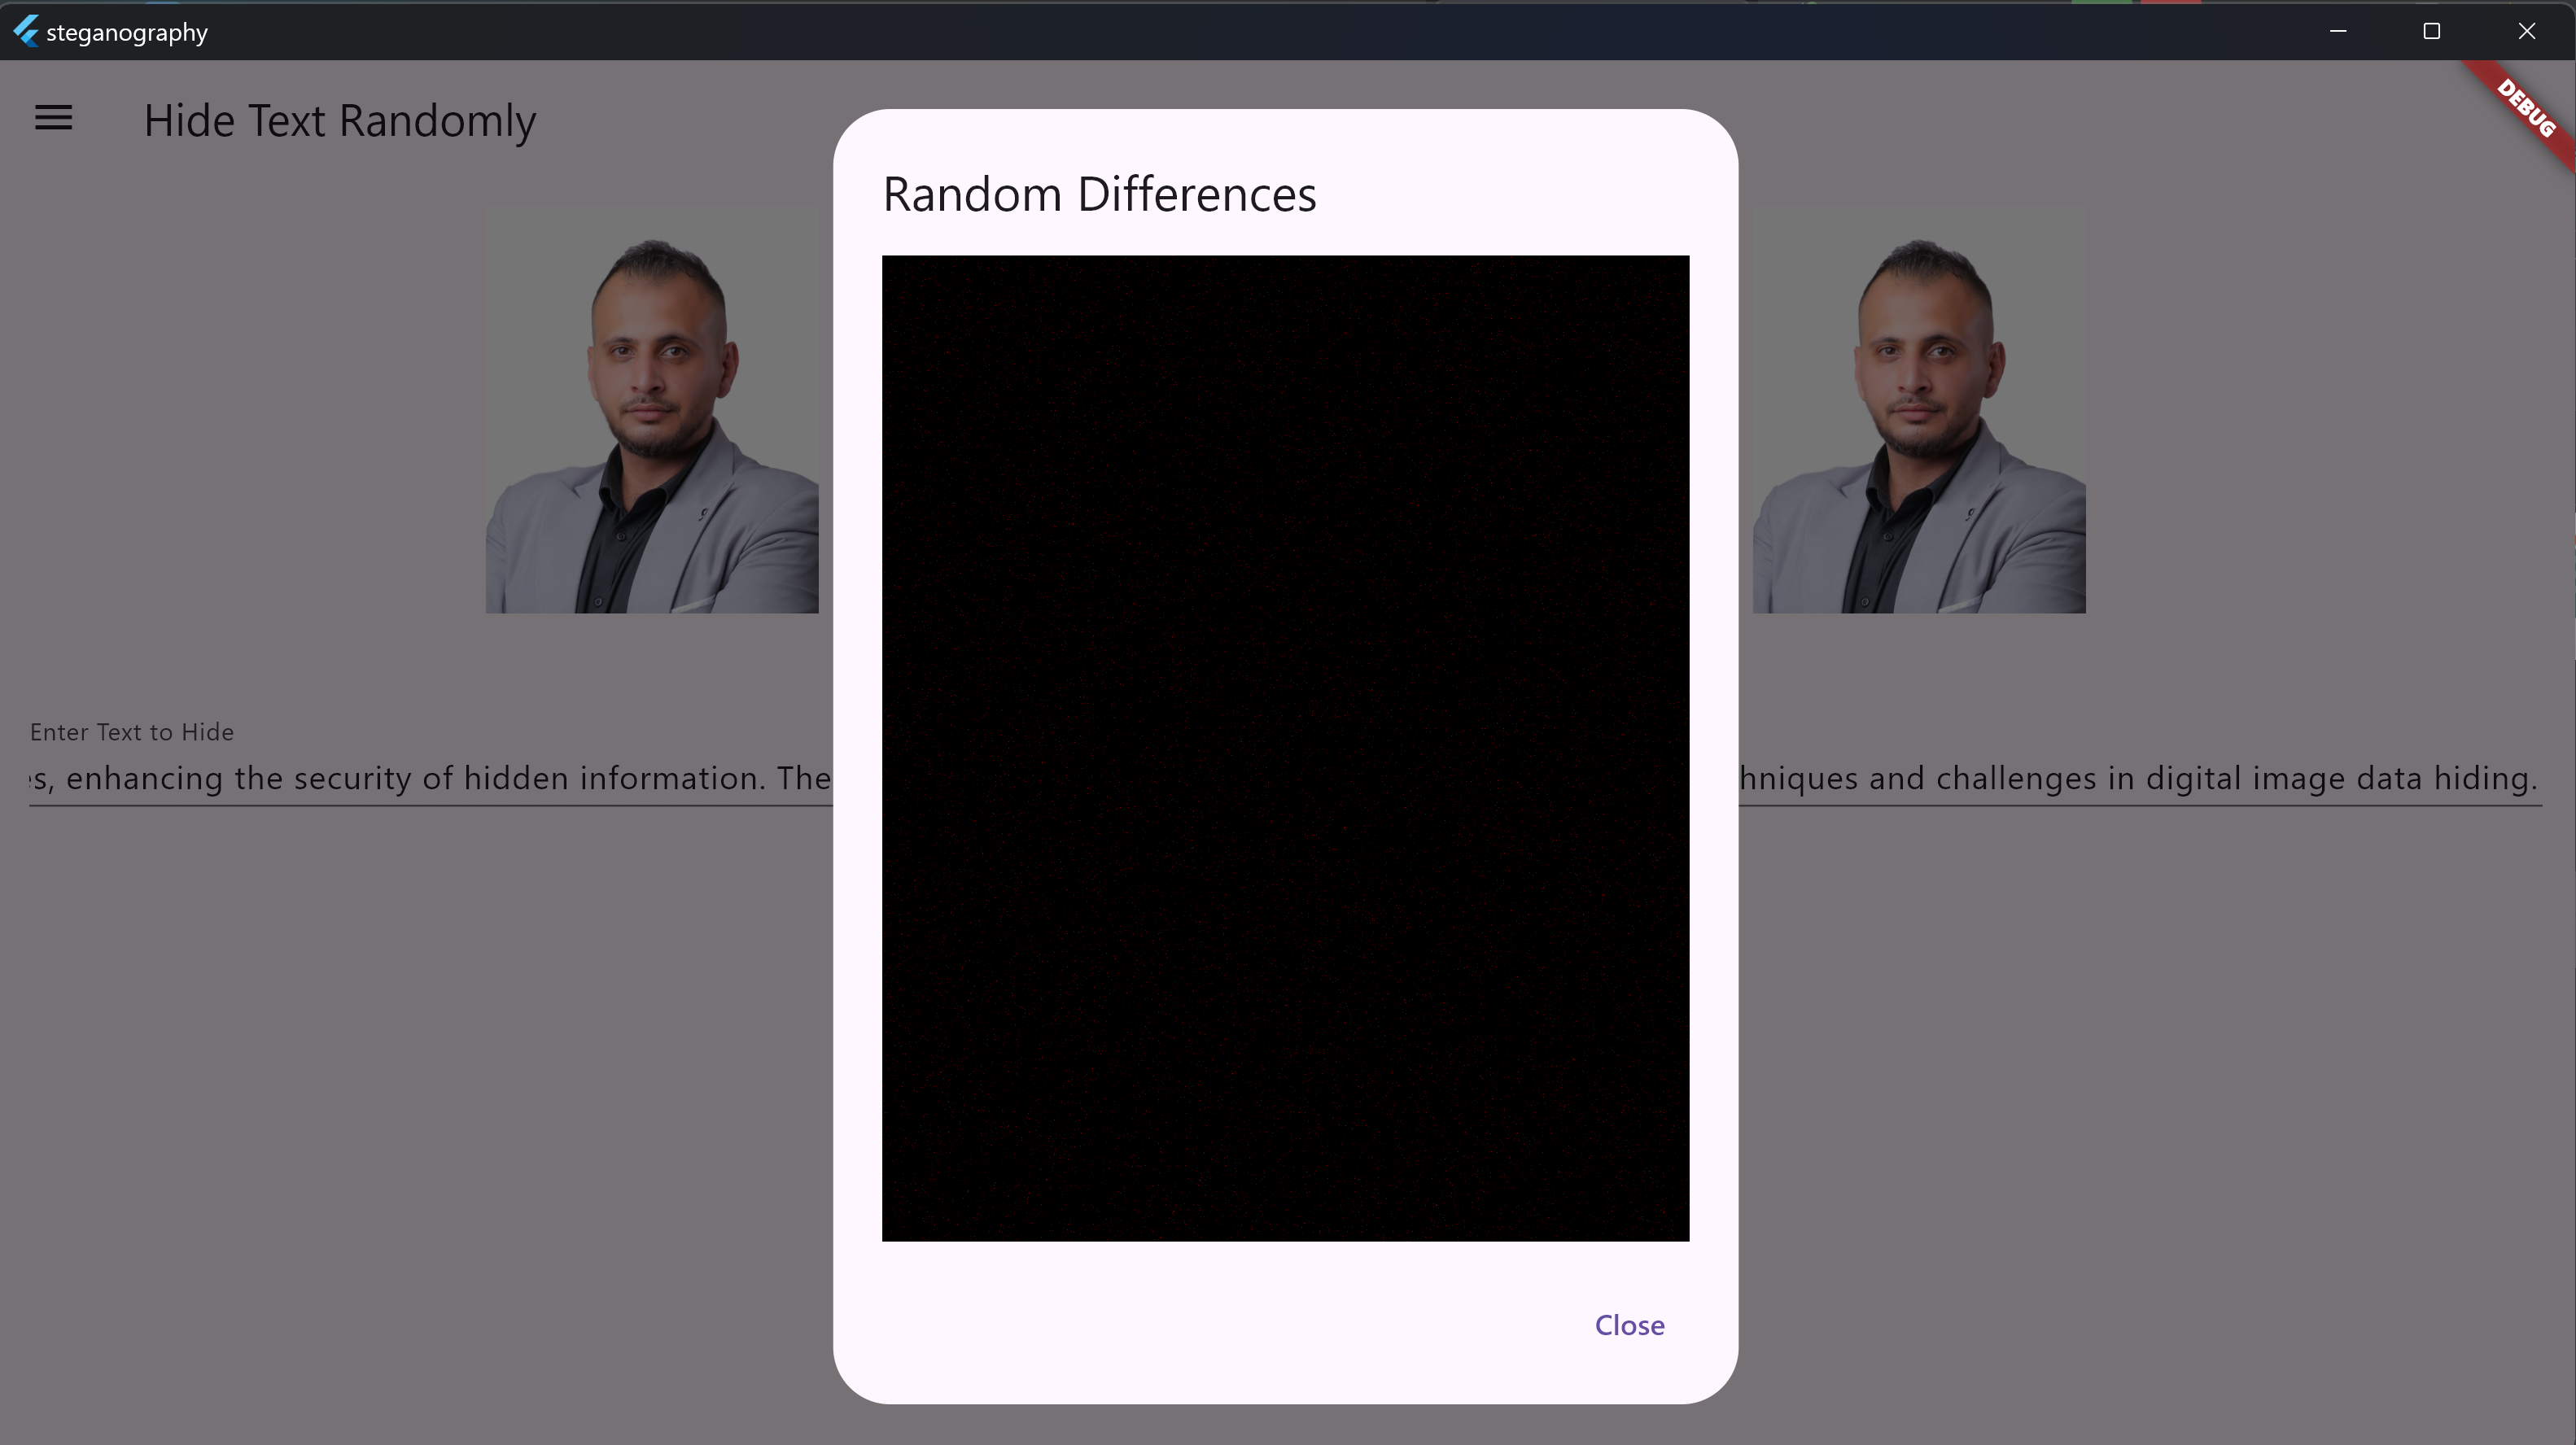 steganography
DEBUG
Hide Text Randomly
Random Differences
Enter Text to Hide
s, enhancing the security of hidden information. The
hniques and challenges in digital image data hiding.
Close